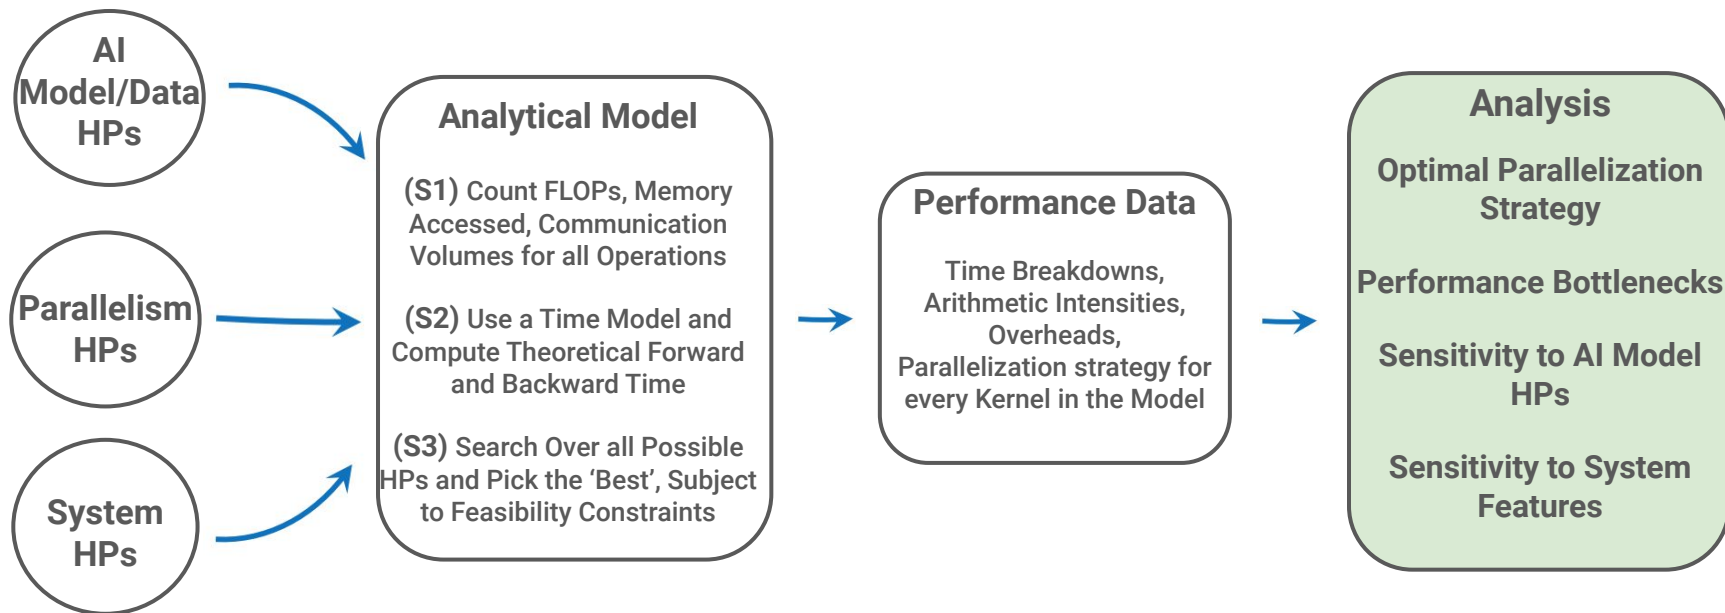 AI
Model/Data
HPs
Parallelism
HPs
System
HPs
Analytical Model
(S1) Count FLOPs, Memory
Accessed, Communication
Volumes for all Operations
(S2) Use a Time Model and
Compute Theoretical Forward
and Backward Time
(S3) Search Over all Possible
HPs and Pick the ‘Best’, Subject
to Feasibility Constraints
Performance Data
Time Breakdowns,
Arithmetic Intensities,
Overheads,
Parallelization strategy for
every Kernel in the Model
Analysis
Optimal Parallelization
Strategy
Performance Bottlenecks
Sensitivity to AI Model
HPs
Sensitivity to System
Features